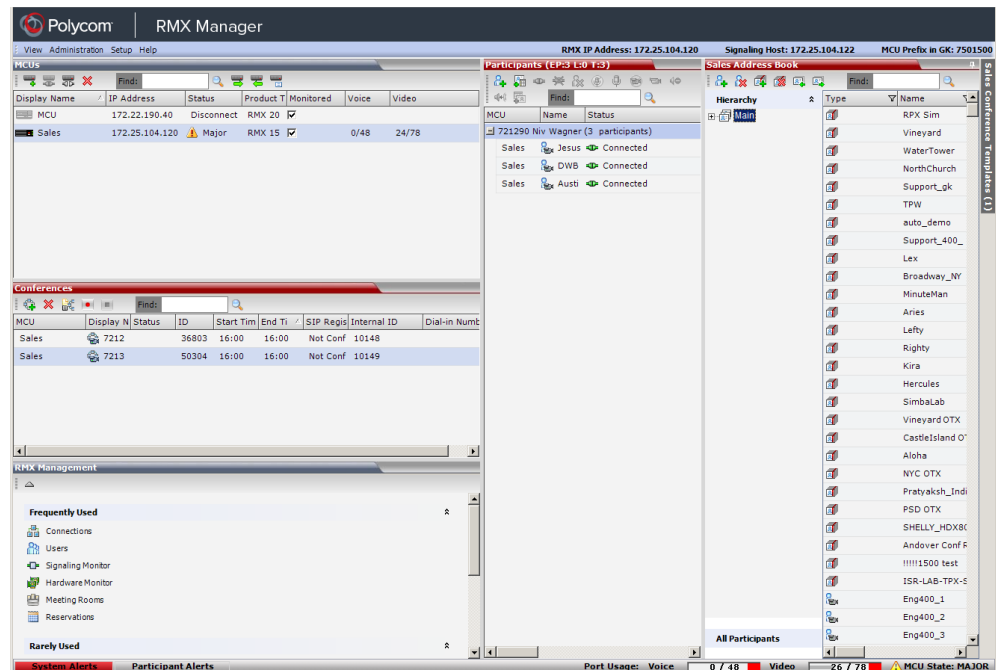 Polycom RMX Manager
View Administration Setup Help RMX IP Address: 172.25.104.120 Signaling Host: 172.25.104.122 MCU Prefix in GK: 7501500
MCUs
Find:
Display Name IP Address Status Product T Monitored Voice Video
MCU 172.22.190.40 Disconnect RMX 20
Sales 172.25.104.120 Major RMX 15 0/48 24/78
Conferences
Find:
MCU Display N Status ID Start Tim End Ti SIP Regis Internal ID Dial-in Numb
Sales 7212 36803 16:00 16:00 Not Conf 10148
Sales 7213 50304 16:00 16:00 Not Conf 10149
RMX Management
Frequently Used
Connections
Users
Signaling Monitor
Hardware Monitor
Meeting Rooms
Reservations
Rarely Used
Participants (EP:3 L:0 T:3)
Find:
MCU Name Status
721290 Niv Wagner (3 participants)
Sales Jesus Connected
Sales DWB Connected
Sales Austi Connected
Sales Address Book
Find:
Hierarchy
Main
All Participants
Type Name
RPX Sim
Vineyard
WaterTower
NorthChurch
Support_gk
TPW
auto_demo
Support_400_
Lex
Broadway_NY
MinuteMan
Aries
Lefty
Righty
Kira
Hercules
SimbaLab
Vineyard OTX
CastleIsland O
Aloha
NYC OTX
Pratyaksh_Indi
PSD OTX
SHELLY_HDX80
Andover Conf R
!!!!!1500 test
ISR-LAB-TPX-S
Eng400_1
Eng400_2
Eng400_3
Sales Conference Templates (1)
System Alerts Participant Alerts Port Usage: Voice 0 / 48 Video 26 / 78 MCU State: MAJOR